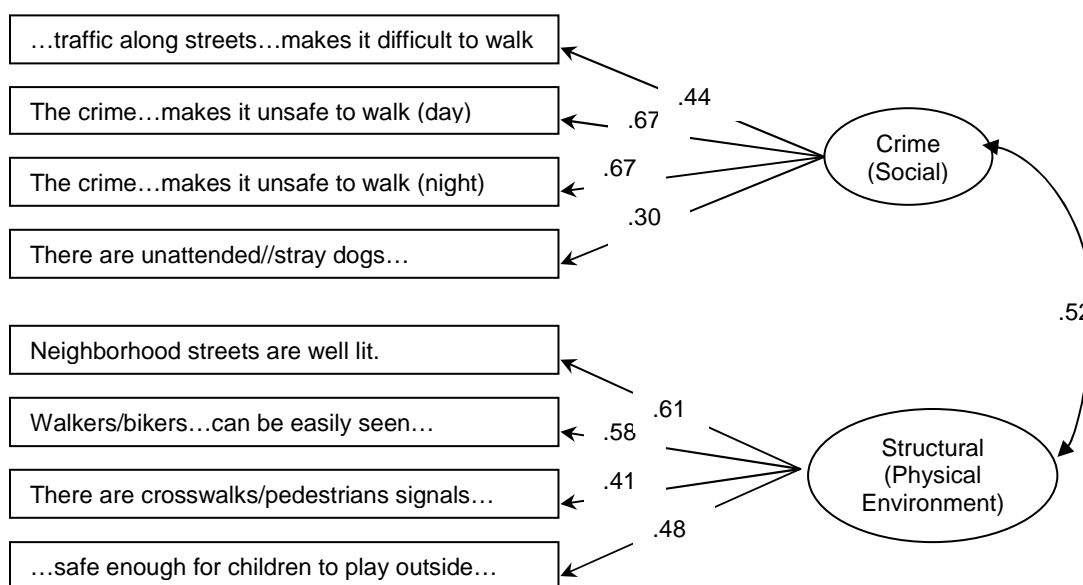 …traffic along streets…makes it difficult to walk
.44
The crime…makes it unsafe to walk (day)
.67
Crime
(Social)
The crime…makes it unsafe to walk (night)
.67
.30
There are unattended//stray dogs…
.52
Neighborhood streets are well lit.
.61
Walkers/bikers…can be easily seen…
.58
Structural
(Physical
Environment)
There are crosswalks/pedestrians signals…
.41
.48
…safe enough for children to play outside…